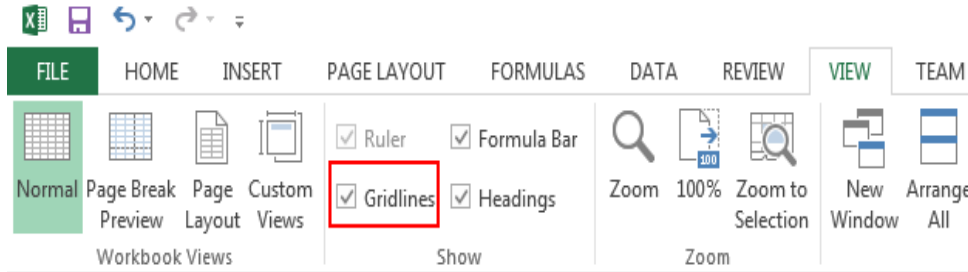 FILE HOME INSERT PAGE LAYOUT FORMULAS DATA REVIEW VIEW TEAM
Ruler Formula Bar
100
Normal Page Break Page Custom Gridlines Headings Zoom 100% Zoom to New Arrange
Preview Layout Views Selection Window All
Workbook Views Show Zoom